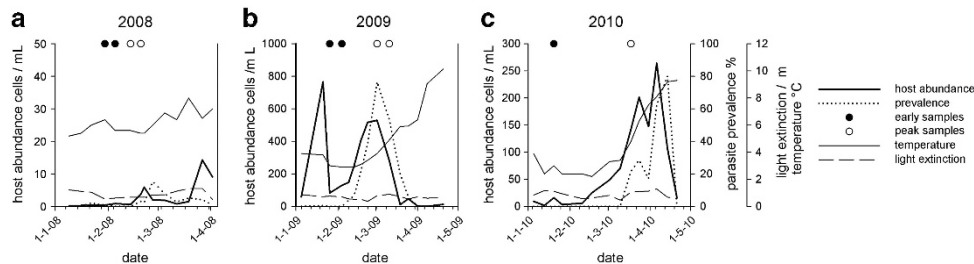 a 2008
b 2009
c 2010
host abundance cells / mL
50
40
30
20
10
0
1-1-08
1-2-08
1-3-08
1-4-08
date
host abundance cells /m L
1000
800
600
400
200
0
1-1-09
1-2-09
1-3-09
1-4-09
1-5-09
date
host abundance cells / mL
300
250
200
150
100
50
0
1-1-10
1-2-10
1-3-10
1-4-10
1-5-10
date
100
80
60
40
20
0
parasite prevalence %
12
10
8
6
4
2
0
light extinction / m
temperature °C
host abundance
prevalence
early samples
peak samples
temperature
light extinction